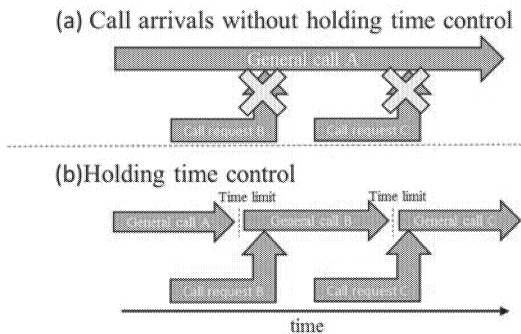 (a) Call arrivals without holding time control
General call A
Call request B
Call request C
(b)Holding time control
Time limit
Time limit
General call A
General call B
General call C
Call request B
Call request C
time